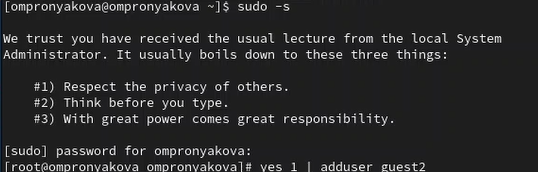 [ompronyakova@ompronyakova ~]$ sudo -s
We trust you have received the usual lecture from the local System
Administrator. It usually boils down to these three things:
#1) Respect the privacy of others.
#2) Think before you type.
#3) With great power comes great responsibility.
[sudo] password for ompronyakova:
[root@ompronyakova ompronyakova]# yes 1 | adduser guest2